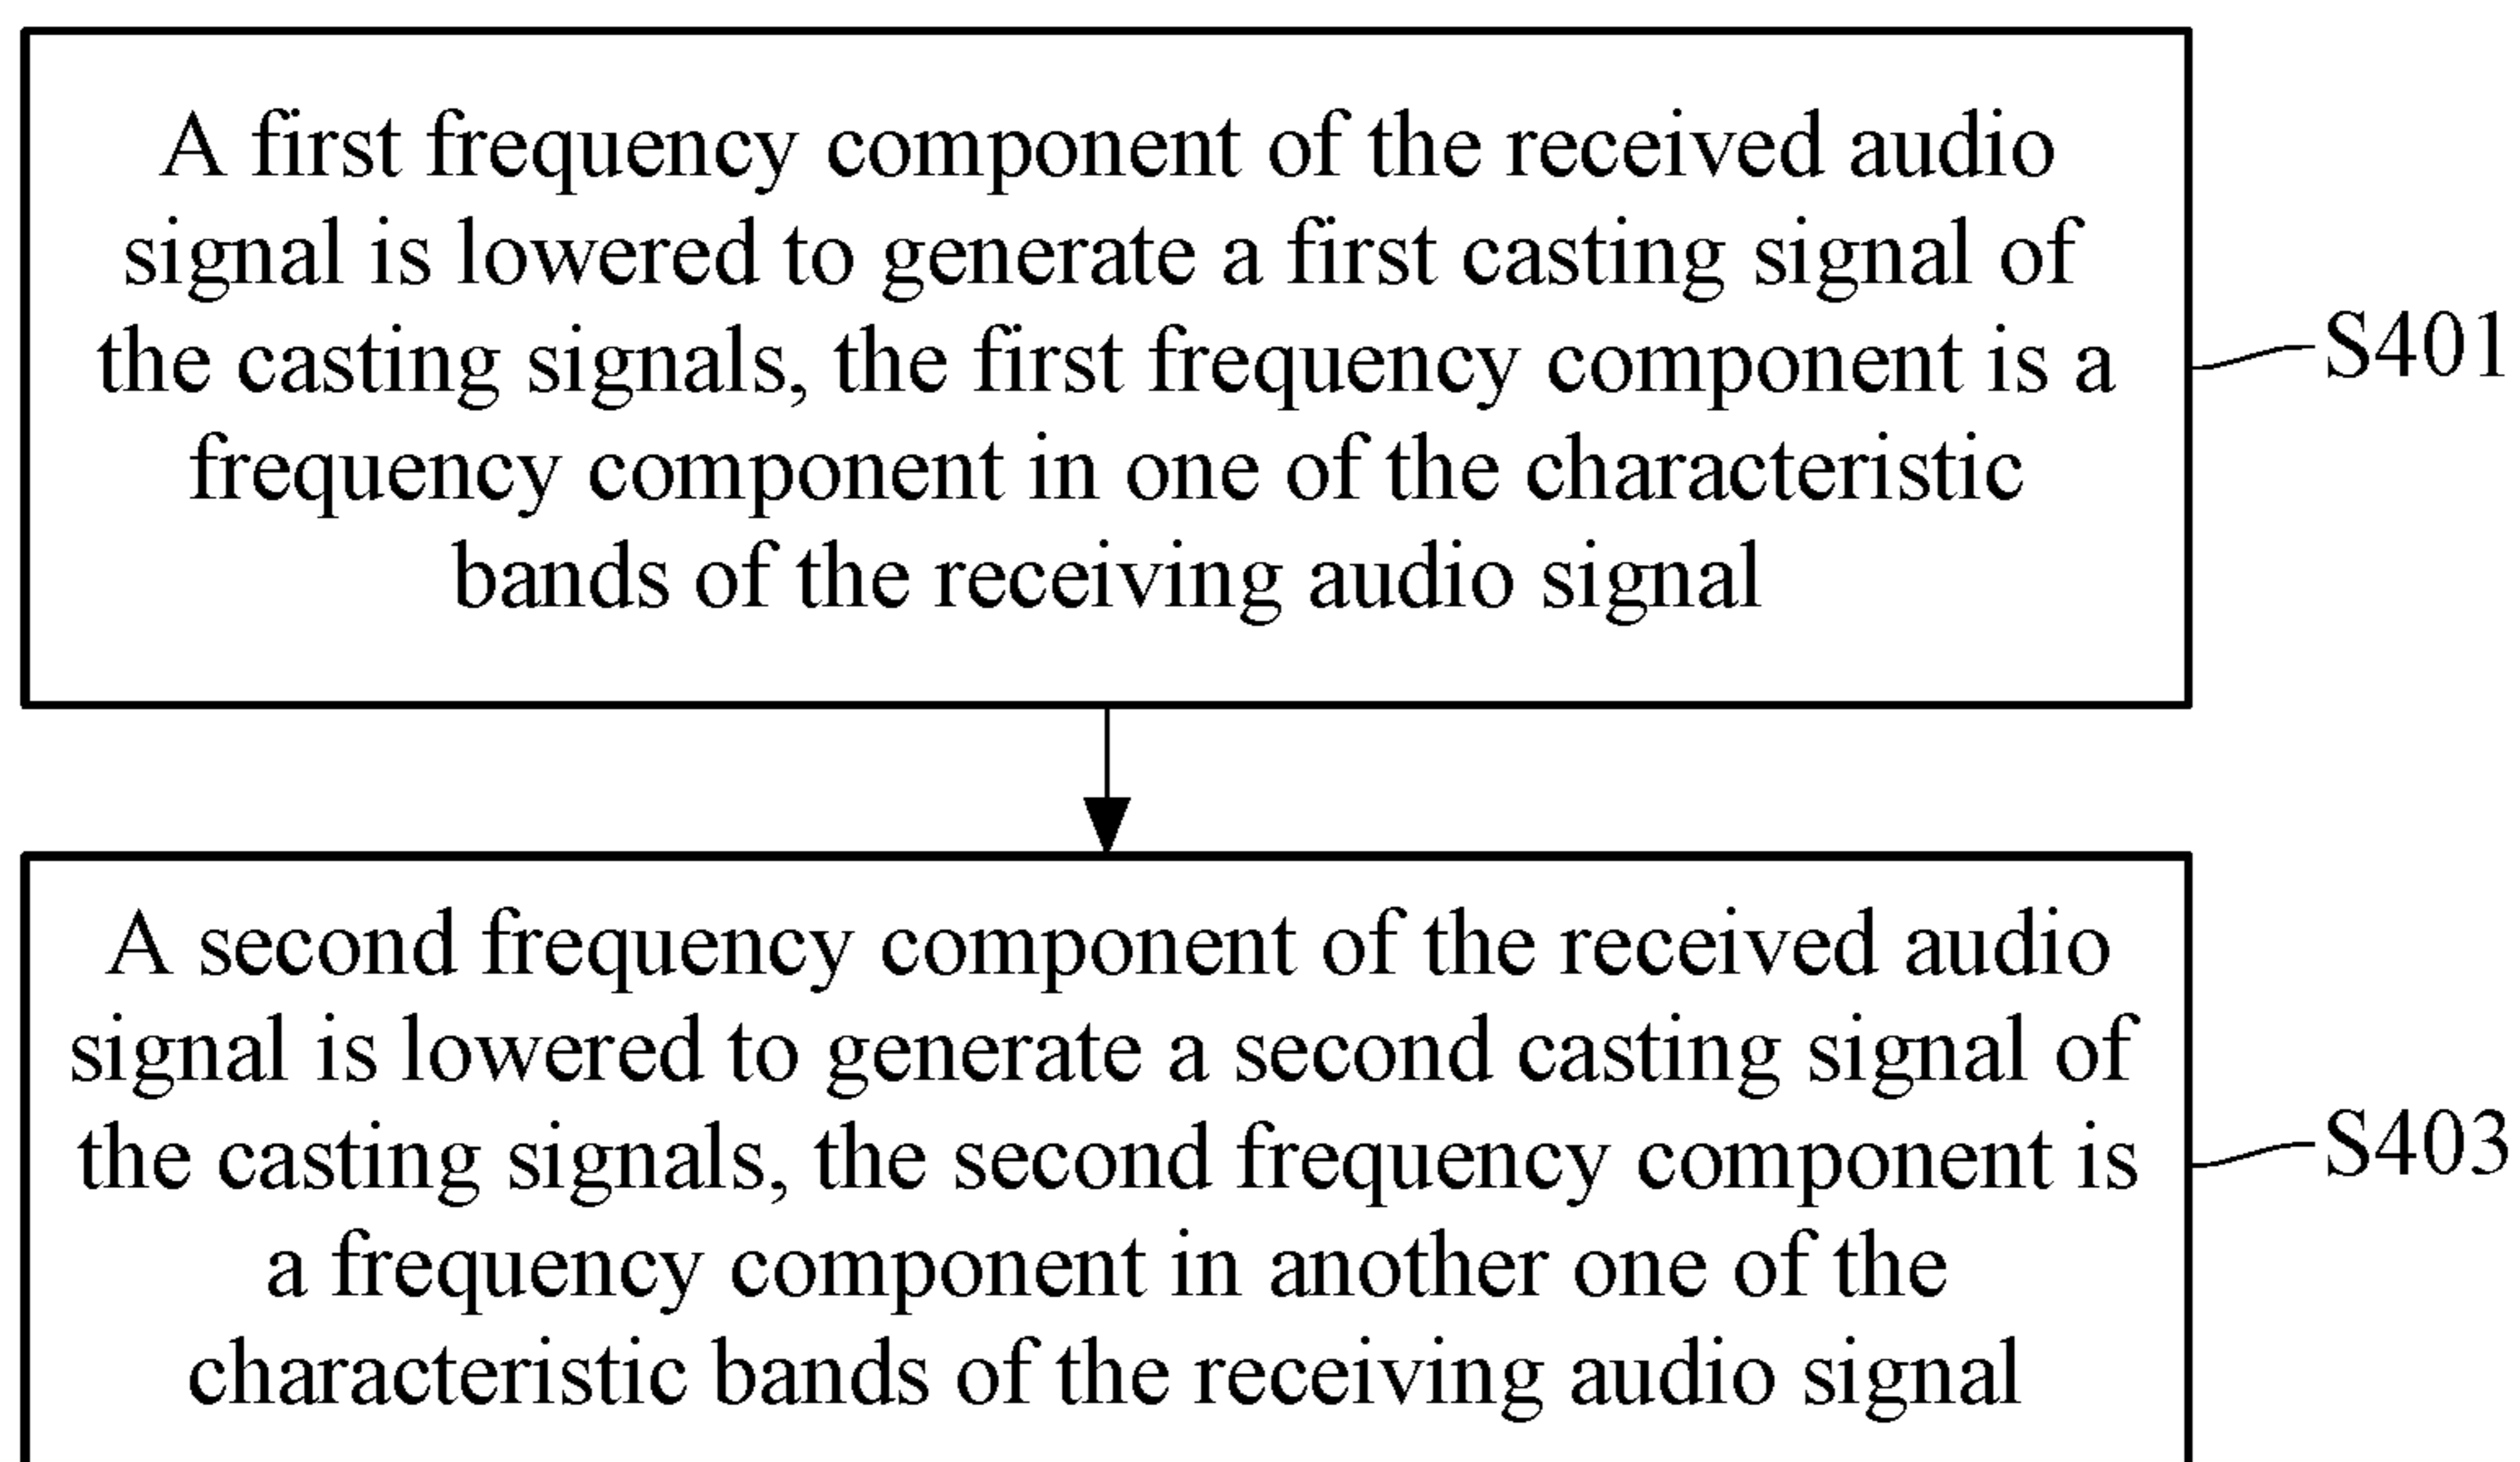 A first frequency component of the received audio
signal is lowered to generate a first casting signal of
the casting signals, the first frequency component is a
frequency component in one of the characteristic
bands of the receiving audio signal
S401
A second frequency component of the received audio
signal is lowered to generate a second casting signal of
the casting signals, the second frequency component is
a frequency component in another one of the
characteristic bands of the receiving audio signal
S403